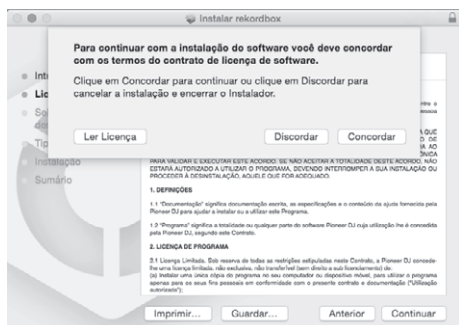 Instalar rekordbox
Para continuar com a instalação do software você deve concordar
com os termos do contrato de licença de software.
Clique em Concordar para continuar ou clique em Discordar para
cancelar a instalação e encerrar o Instalador.
Ler Licença
Discordar
Concordar
Int
Lic
Tip
Instalação
Sumário
PARA VALIDAR E EXECUTAR ESTE ACORDO. SE NÃO ACEITAR A TOTALIDADE DESTE ACORDO, NÃO
ESTARÁ AUTORIZADO A UTILIZAR O PROGRAMA, DEVENDO INTERROMPER A SUA INSTALAÇÃO OU
PROCEDER À DESINSTALAÇÃO, AQUELE QUE FOR ADEQUADO.
1. DEFINIÇÕES
1.1 "Documentação" significa documentação escrita, as especificações e o conteúdo de ajuda fornecida pela
Pioneer DJ para ajudar a instalar ou a utilizar este Programa.
1.2 "Programa" significa a totalidade ou qualquer parte do software Pioneer DJ cuja utilização lhe é concedida
pela Pioneer DJ, segundo este Contrato.
2. LICENÇA DE PROGRAMA
2.1 Licença Limitada. Sob reserva de todas as restrições estipuladas neste Contrato, a Pioneer DJ concede-
lhe uma licença limitada, não exclusiva, não transferível (sem direito a sub licenciamento) de:
(a) Instalar uma única cópia do programa no seu computador ou dispositivo móvel, para utilizar o programa
apenas para os seus fins pessoais em conformidade com o presente contrato e documentação ("Utilização
autorizada");
Imprimir...
Guardar...
Anterior
Continuar